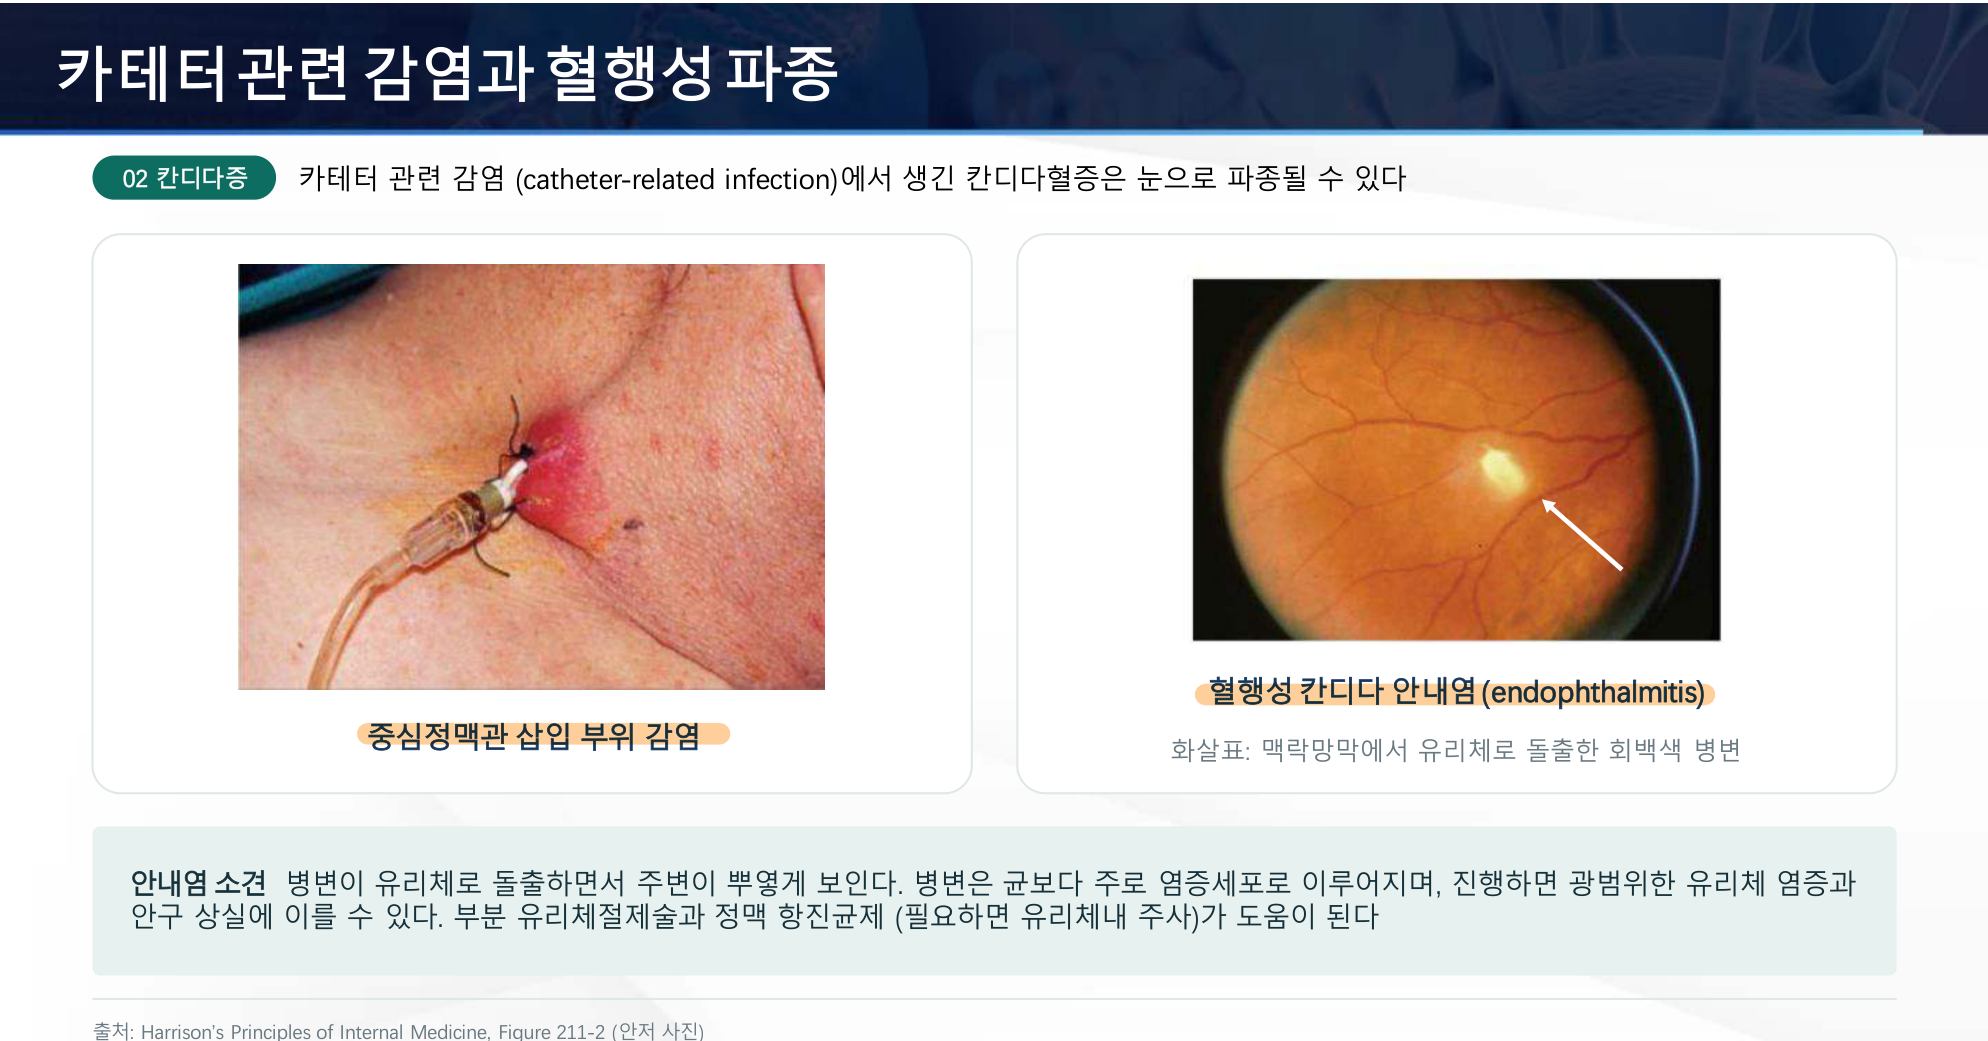 카테터 관련 감염과 혈행성 파종
02 칸디다증
카테터 관련 감염 (catheter-related infection)에서 생긴 칸디다혈증은 눈으로 파종될 수 있다
중심정맥관 삽입 부위 감염
혈행성 칸디다 안내염 (endophthalmitis)
화살표: 맥락망막에서 유리체로 돌출한 회백색 병변
안내염 소견 병변이 유리체로 돌출하면서 주변이 뿌옇게 보인다. 병변은 균보다 주로 염증세포로 이루어지며, 진행하면 광범위한 유리체 염증과
안구 상실에 이를 수 있다. 부분 유리체절제술과 정맥 항진균제 (필요하면 유리체내 주사)가 도움이 된다
출처: Harrison's Principles of Internal Medicine, Figure 211-2 (안저 사진)